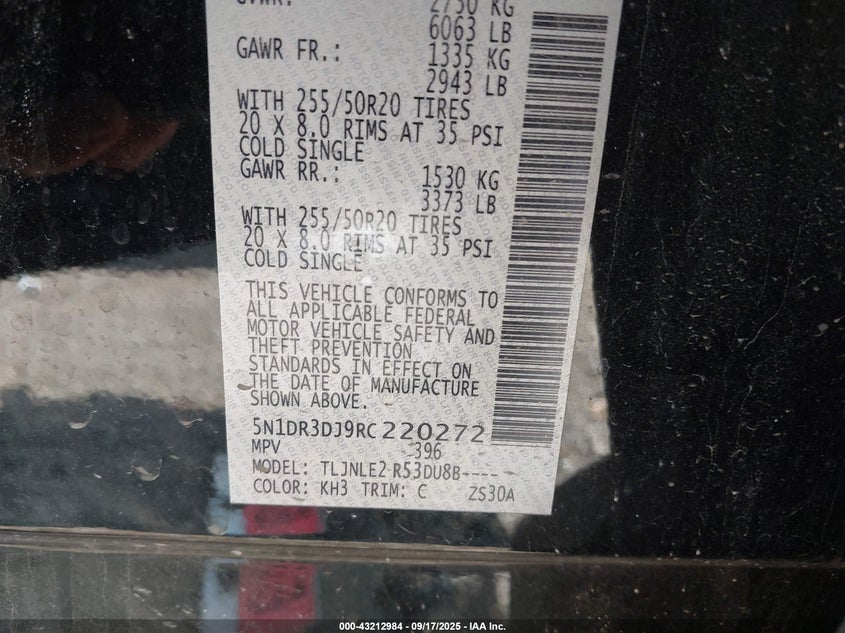 GVWR: 2750 KG
6063 LB
GAWR FR.: 1335 KG
2943 LB
WITH 255/50R20 TIRES
20 X 8.0 RIMS AT 35 PSI
COLD SINGLE
GAWR RR.: 1530 KG
3373 LB
WITH 255/50R20 TIRES
20 X 8.0 RIMS AT 35 PSI
COLD SINGLE
THIS VEHICLE CONFORMS TO
ALL APPLICABLE FEDERAL
MOTOR VEHICLE SAFETY AND
THEFT PREVENTION
STANDARDS IN EFFECT ON
THE DATE OF MANUFACTURE
SHOWN ABOVE.
5N1DR3DJ9RC220272
MPV 396
MODEL: TLJNLE2 R53DU8B----
COLOR: KH3 TRIM: C ZS30A
000-43212984 - 09/17/2025 - IAA Inc.